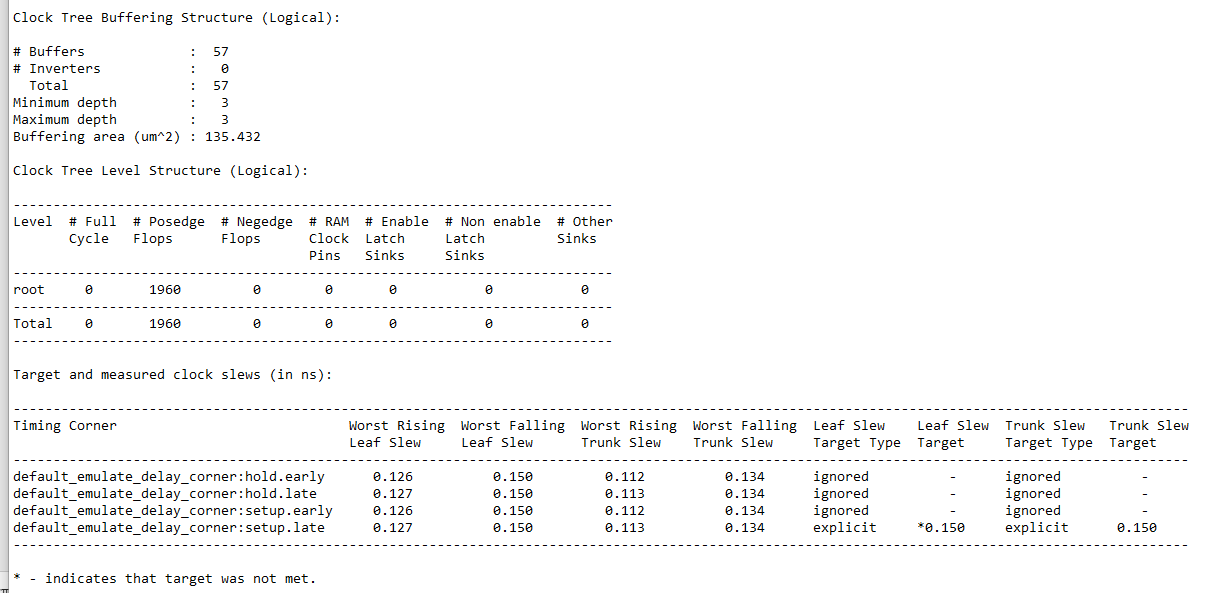 Clock Tree Buffering Structure (Logical):
# Buffers             :  57
# Inverters           :   0
  Total               :  57
Minimum depth         :   3
Maximum depth         :   3
Buffering area (um^2) : 135.432
Clock Tree Level Structure (Logical):
---------------------------------------------------------------------------
Level  # Full  # Posedge  # Negedge  # RAM  # Enable  # Non enable  # Other
       Cycle   Flops      Flops      Clock  Latch     Latch         Sinks
                                     Pins   Sinks     Sinks
---------------------------------------------------------------------------
root     0       1960         0        0       0           0           0
---------------------------------------------------------------------------
Total    0       1960         0        0       0           0           0
---------------------------------------------------------------------------
Target and measured clock slews (in ns):
---------------------------------------------------------------------------------------------------------------------------------------------------
Timing Corner                             Worst Rising  Worst Falling  Worst Rising  Worst Falling  Leaf Slew    Leaf Slew  Trunk Slew   Trunk Slew
                                          Leaf Slew     Leaf Slew      Trunk Slew    Trunk Slew     Target Type  Target     Target Type  Target
---------------------------------------------------------------------------------------------------------------------------------------------------
default_emulate_delay_corner:hold.early      0.126          0.150         0.112          0.134      ignored          -      ignored          -
default_emulate_delay_corner:hold.late       0.127          0.150         0.113          0.134      ignored          -      ignored          -
default_emulate_delay_corner:setup.early     0.126          0.150         0.112          0.134      ignored          -      ignored          -
default_emulate_delay_corner:setup.late      0.127          0.150         0.113          0.134      explicit     *0.150     explicit      0.150
---------------------------------------------------------------------------------------------------------------------------------------------------
* - indicates that target was not met.